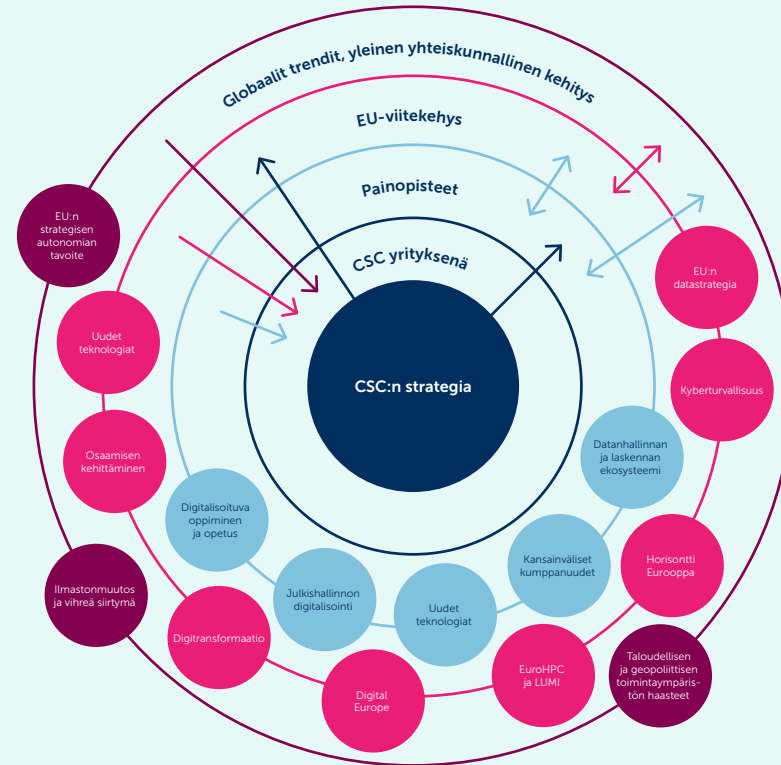 Globaalit trendit, yleinen yhteiskunnallinen kehitys
EU-viitekehys
Painopisteet
CSC yrityksenä
CSC:n strategia
EU:n
strategisen
autonomian
tavoite
Uudet
teknologiat
Osaamisen
kehittäminen
Ilmastonmuutos
ja vihreä siirtymä
Digitransformaatio
Digital
Europe
EuroHPC
ja LUMI
Taloudellisen
ja geopoliittisen
toimintaympäris-
tön haasteet
Horisontti
Eurooppa
Kyberturvallisuus
EU:n
datastrategia
Digitalisoituva
oppiminen
ja opetus
Julkishallinnon
digitalisointi
Uudet
teknologiat
Kansainväliset
kumppanuudet
Datanhallinnan
ja laskennan
ekosysteemi